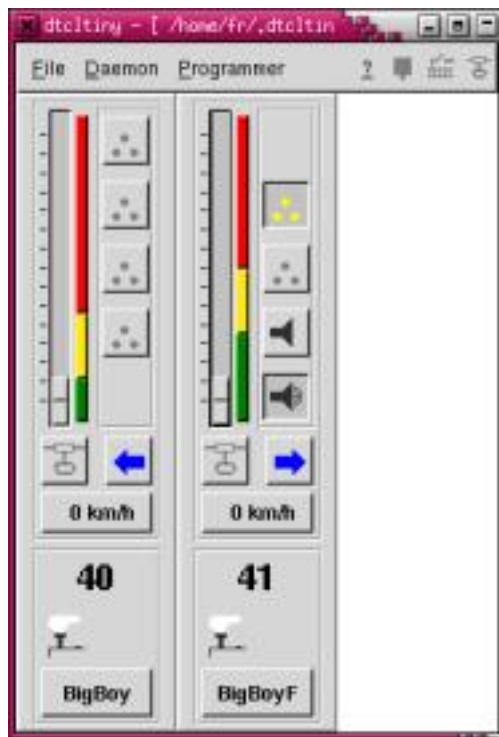 dtcltiny - [ /home/fr/.dtcltin
File Daemon Programmer ?
0 km/h 0 km/h
40 41
BigBoy BigBoyF